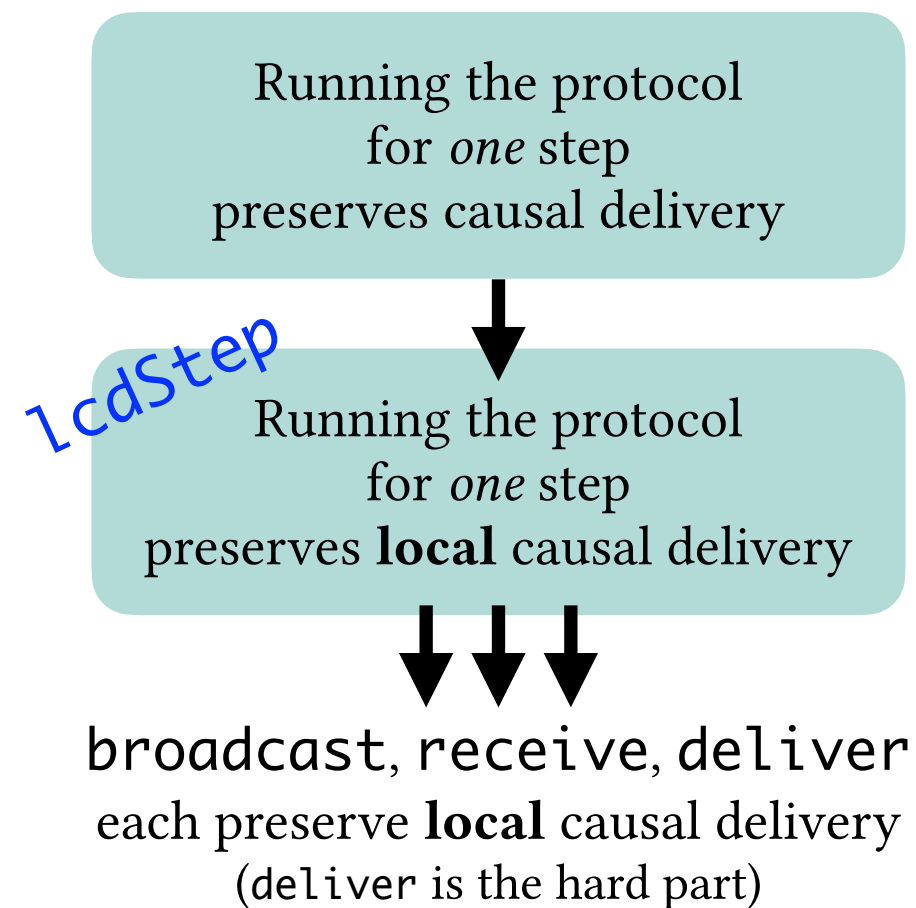 Running the protocol
for one step
preserves causal delivery
lcdStep
Running the protocol
for one step
preserves local causal delivery
broadcast, receive, deliver
each preserve local causal delivery
(deliver is the hard part)